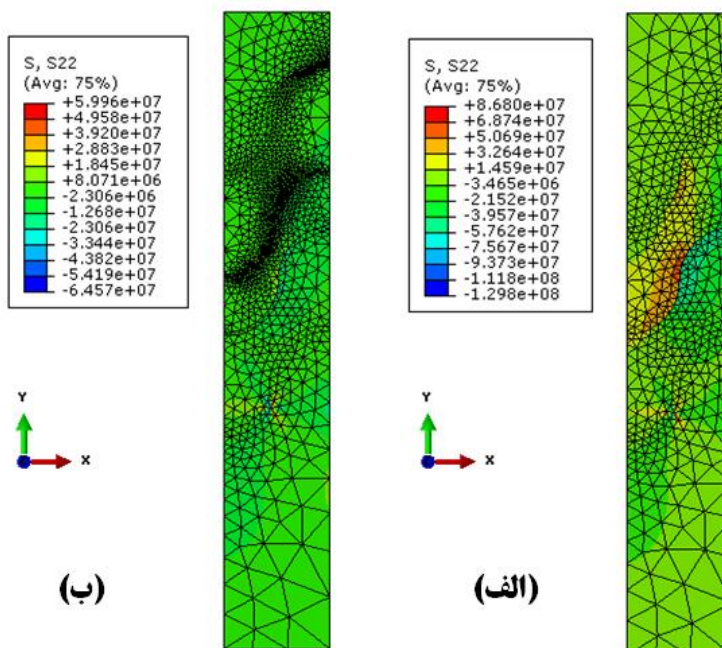 S, S22
(Avg: 75%)
+5.996e+07
+4.958e+07
+3.920e+07
+2.883e+07
+1.845e+07
+8.071e+06
-2.306e+06
-1.268e+07
-2.306e+07
-3.344e+07
-4.382e+07
-5.419e+07
-6.457e+07
Y
X
(ب)
S, S22
(Avg: 75%)
+8.680e+07
+6.874e+07
+5.069e+07
+3.264e+07
+1.459e+07
-3.465e+06
-2.152e+07
-3.957e+07
-5.762e+07
-7.567e+07
-9.373e+07
-1.118e+08
-1.298e+08
Y
X
(الف)